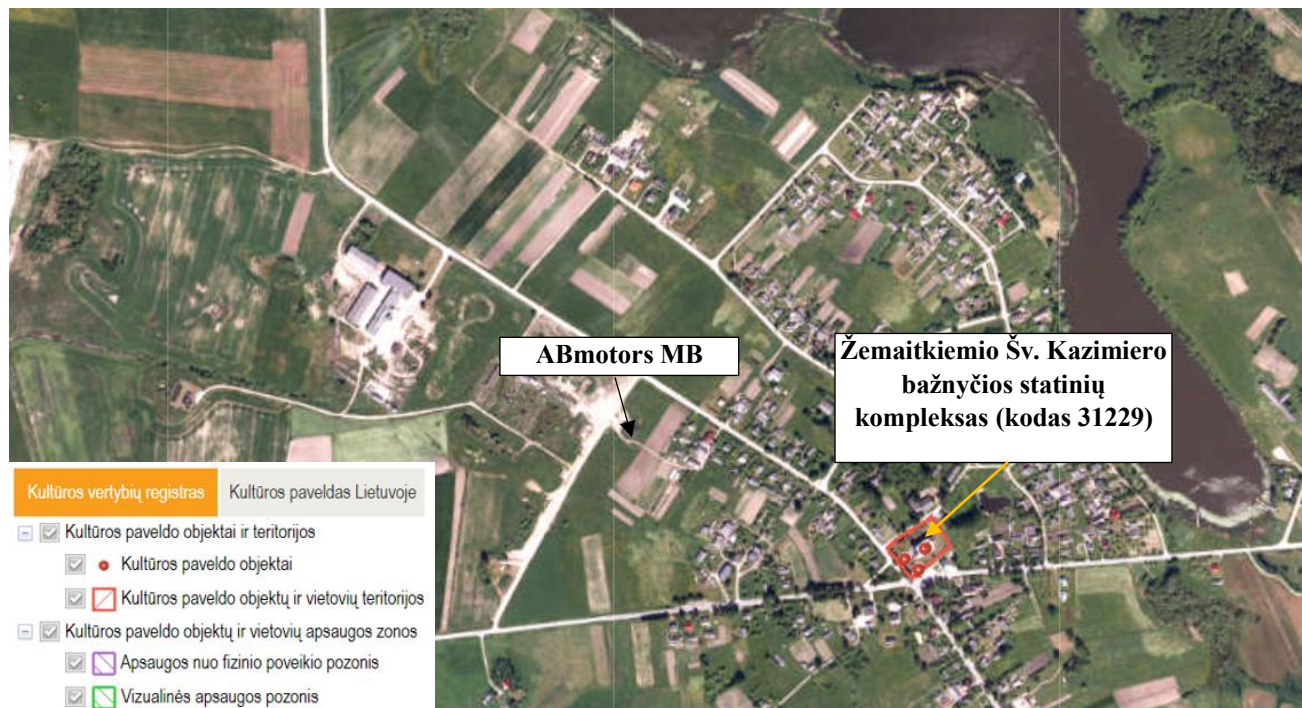 ABmotors MB
Žemaitkiemio Šv. Kazimiero
bažnyčios statinių
kompleksas (kodas 31229)
Kultūros vertybių registras
Kultūros paveldas Lietuvoje
Kultūros paveldo objektai ir teritorijos
Kultūros paveldo objektai
Kultūros paveldo objektų ir vietovių teritorijos
Kultūros paveldo objektų ir vietovių apsaugos zonos
Apsaugos nuo fizinio poveikio pozonis
Vizualinės apsaugos pozonis